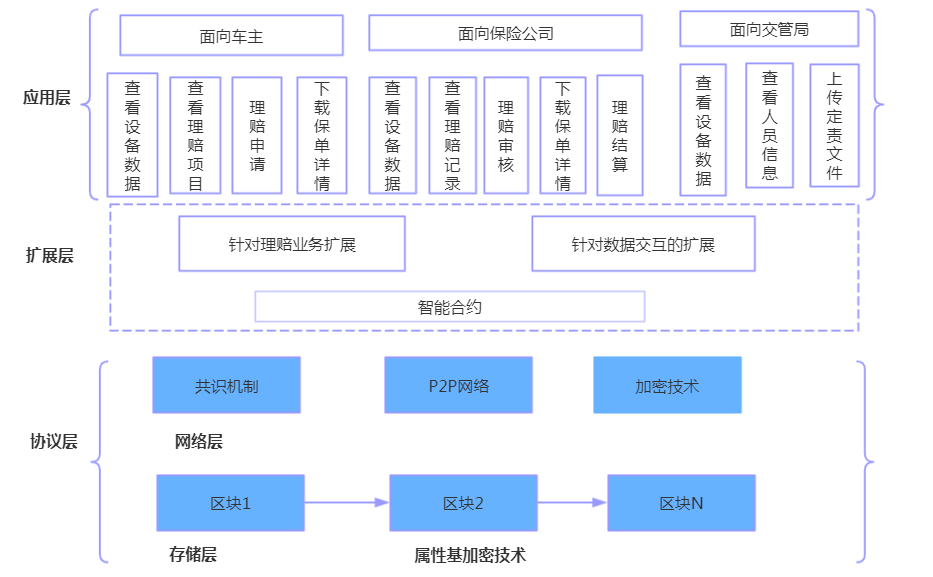 面向车主
面向保险公司
面向交管局
应用层
查看设备数据
查看理赔项目
理赔申请
下载保单详情
查看设备数据
查看理赔记录
理赔审核
下载保单详情
理赔结算
查看设备数据
查看人员信息
上传定责文件
扩展层
针对理赔业务扩展
针对数据交互的扩展
智能合约
协议层
共识机制
P2P网络
加密技术
网络层
区块1
区块2
区块N
存储层
属性基加密技术